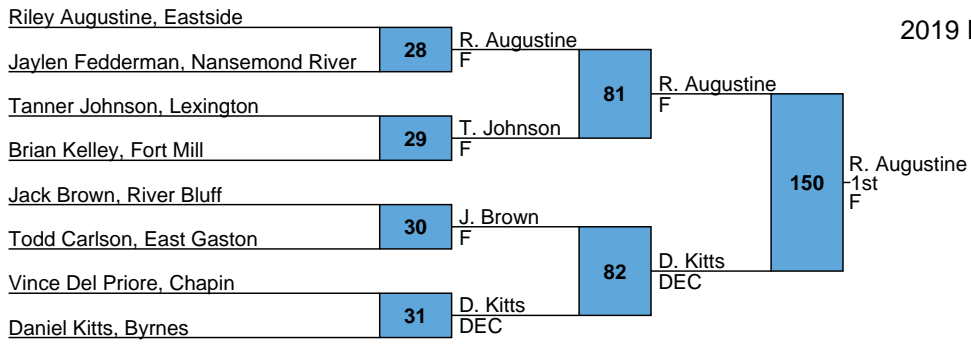 Riley Augustine, Eastside
2019
28
R. Augustine
F
Jaylen Fedderman, Nansemond River
81
R. Augustine
F
Tanner Johnson, Lexington
29
T. Johnson
F
Brian Kelley, Fort Mill
150
R. Augustine
1st
F
Jack Brown, River Bluff
30
J. Brown
F
Todd Carlson, East Gaston
82
D. Kitts
DEC
Vince Del Priore, Chapin
31
D. Kitts
DEC
Daniel Kitts, Byrnes